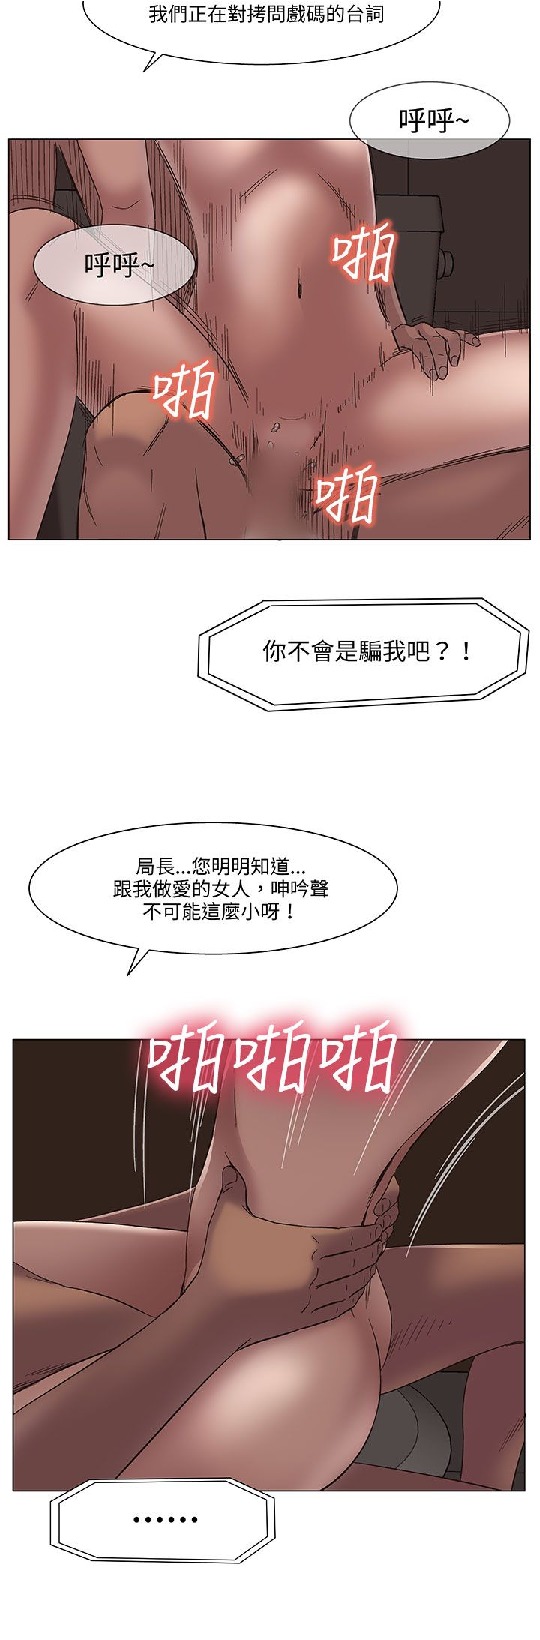 我們正在對拷問戲碼的台詞
呼呼~
啪
呼呼~
啪
啪
你不會是騙我吧？！
局長...您明明知道...
跟我做愛的女人，呻吟聲
不可能這麼小呀！
啪啪啪
••••••